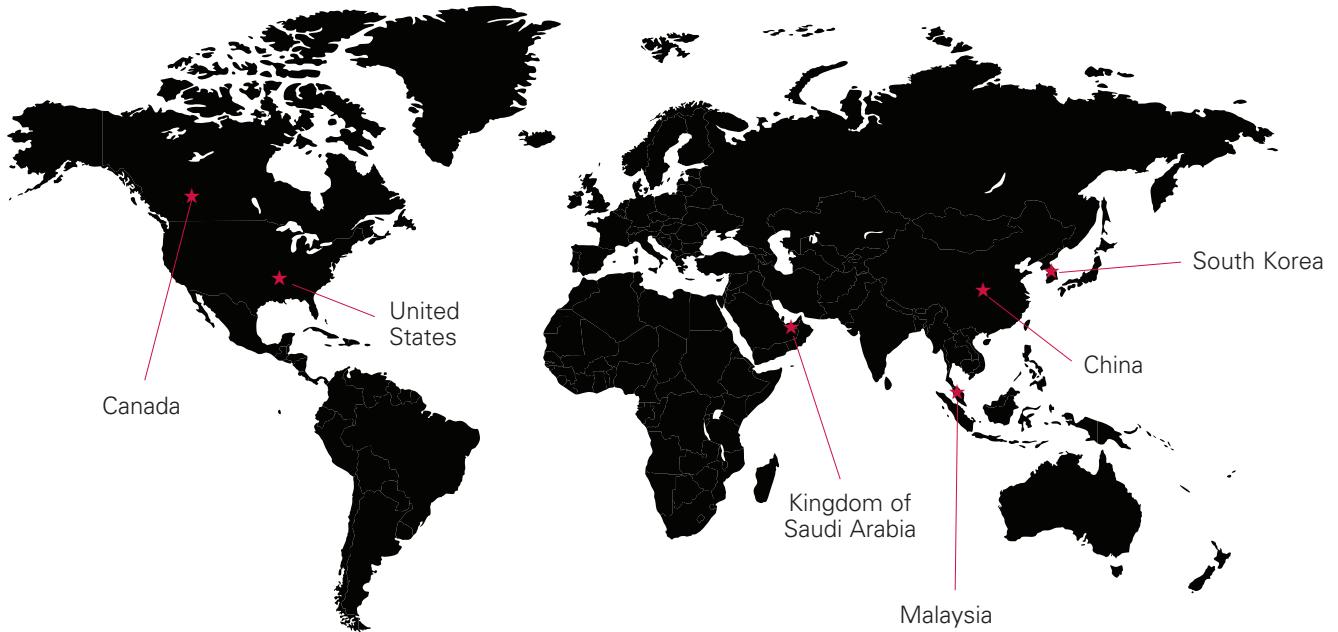 South Korea
United
States
China
Canada
Kingdom of
Saudi Arabia
Malaysia